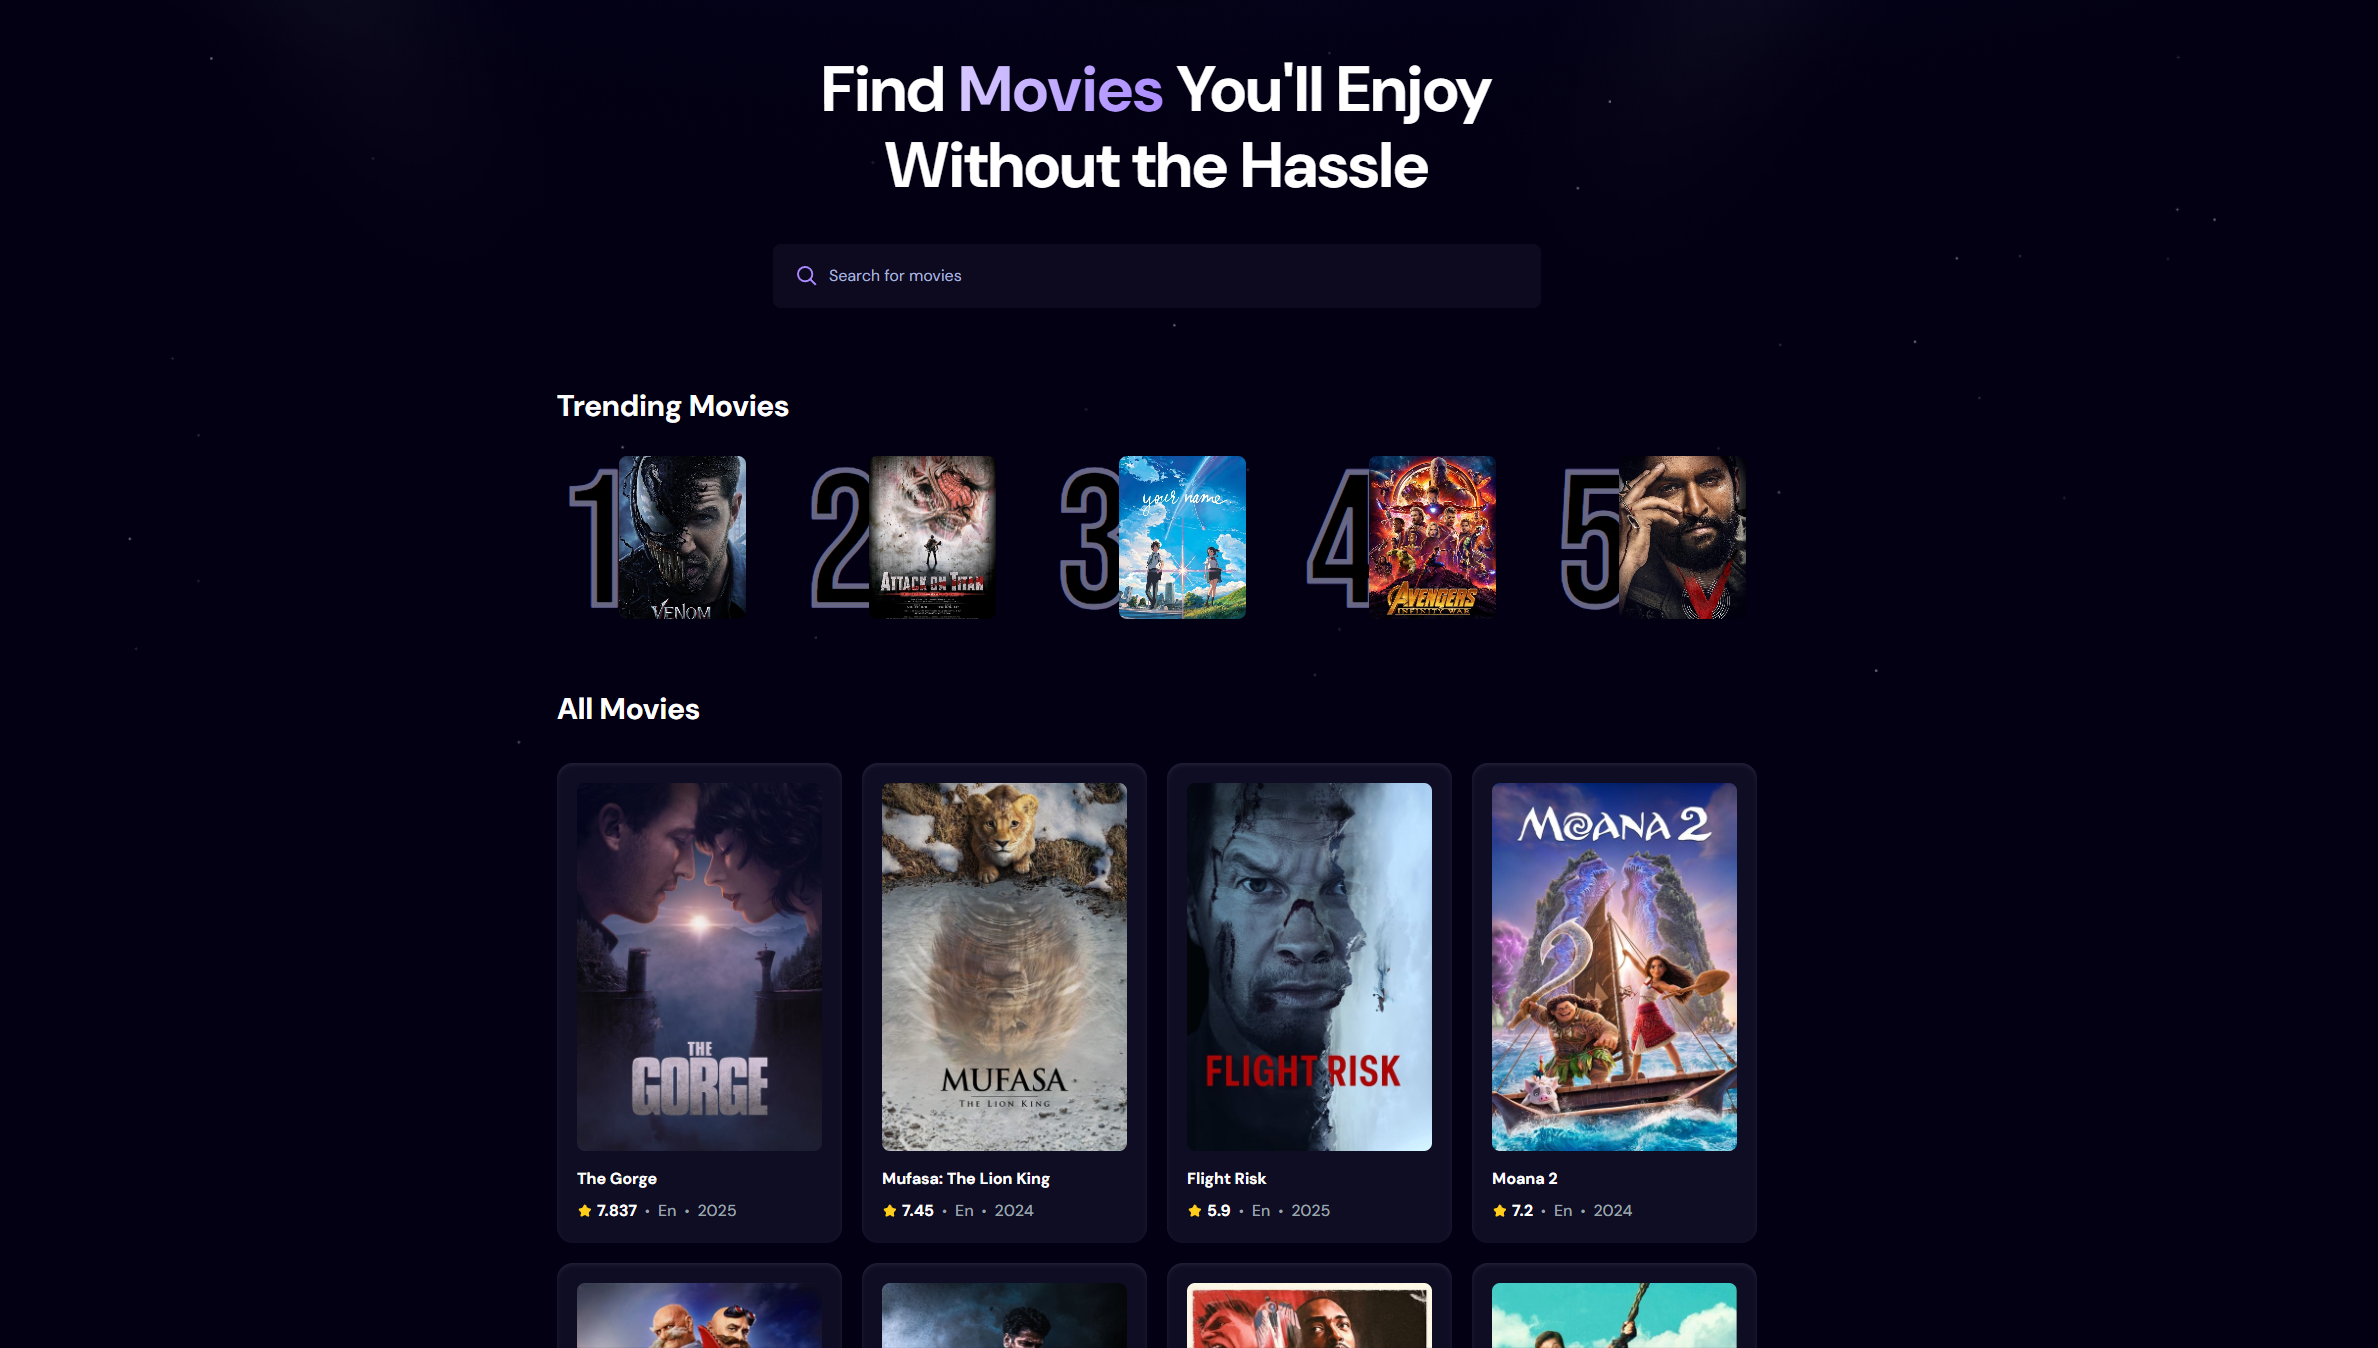 Find Movies You'll Enjoy
Without the Hassle
Search for movies
Trending Movies
1
VENOM
2
ATTACK ON TITAN
3
your name.
4
AVENGERS
INFINITY WAR
5
All Movies
THE
GORGE
The Gorge
7.837 • En • 2025
MUFASA
THE LION KING
Mufasa: The Lion King
7.45 • En • 2024
FLIGHT RISK
Flight Risk
5.9 • En • 2025
MOANA 2
Moana 2
7.2 • En • 2024